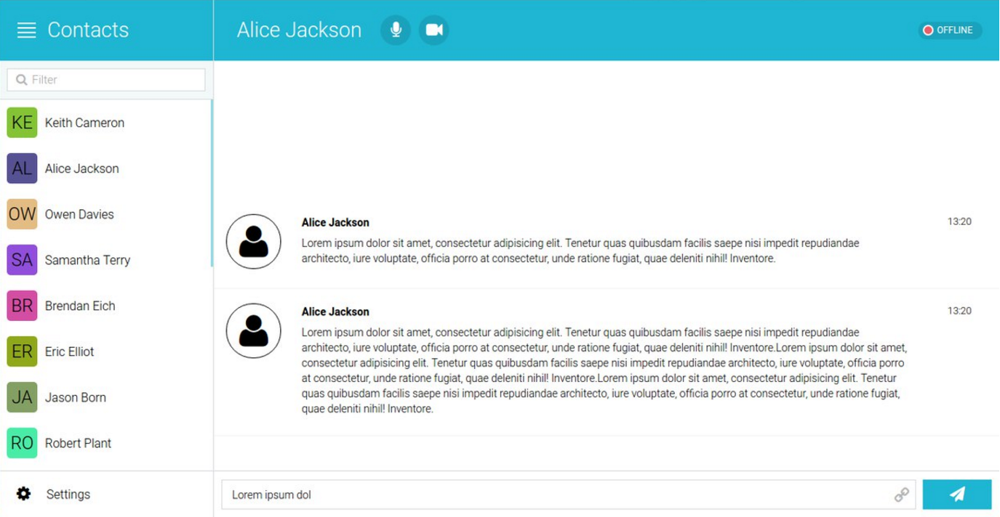 Contacts
Alice Jackson
OFFLINE
Filter
KE Keith Cameron
AL Alice Jackson
OW Owen Davies
SA Samantha Terry
BR Brendan Eich
ER Eric Elliot
JA Jason Born
RO Robert Plant
Settings
Alice Jackson 13:20
Lorem ipsum dolor sit amet, consectetur adipisicing elit. Tenetur quas quibusdam facilis saepe nisi impedit repudiandae
architecto, iure voluptate, officia porro at consectetur, unde ratione fugiat, quae deleniti nihil! Inventore.
Alice Jackson 13:20
Lorem ipsum dolor sit amet, consectetur adipisicing elit. Tenetur quas quibusdam facilis saepe nisi impedit repudiandae
architecto, iure voluptate, officia porro at consectetur, unde ratione fugiat, quae deleniti nihil! Inventore.Lorem ipsum dolor sit amet,
consectetur adipisicing elit. Tenetur quas quibusdam facilis saepe nisi impedit repudiandae architecto, iure voluptate, officia porro
at consectetur, unde ratione fugiat, quae deleniti nihil! Inventore.Lorem ipsum dolor sit amet, consectetur adipisicing elit. Tenetur
quas quibusdam facilis saepe nisi impedit repudiandae architecto, iure voluptate, officia porro at consectetur, unde ratione fugiat,
quae deleniti nihil! Inventore.
Lorem ipsum dol